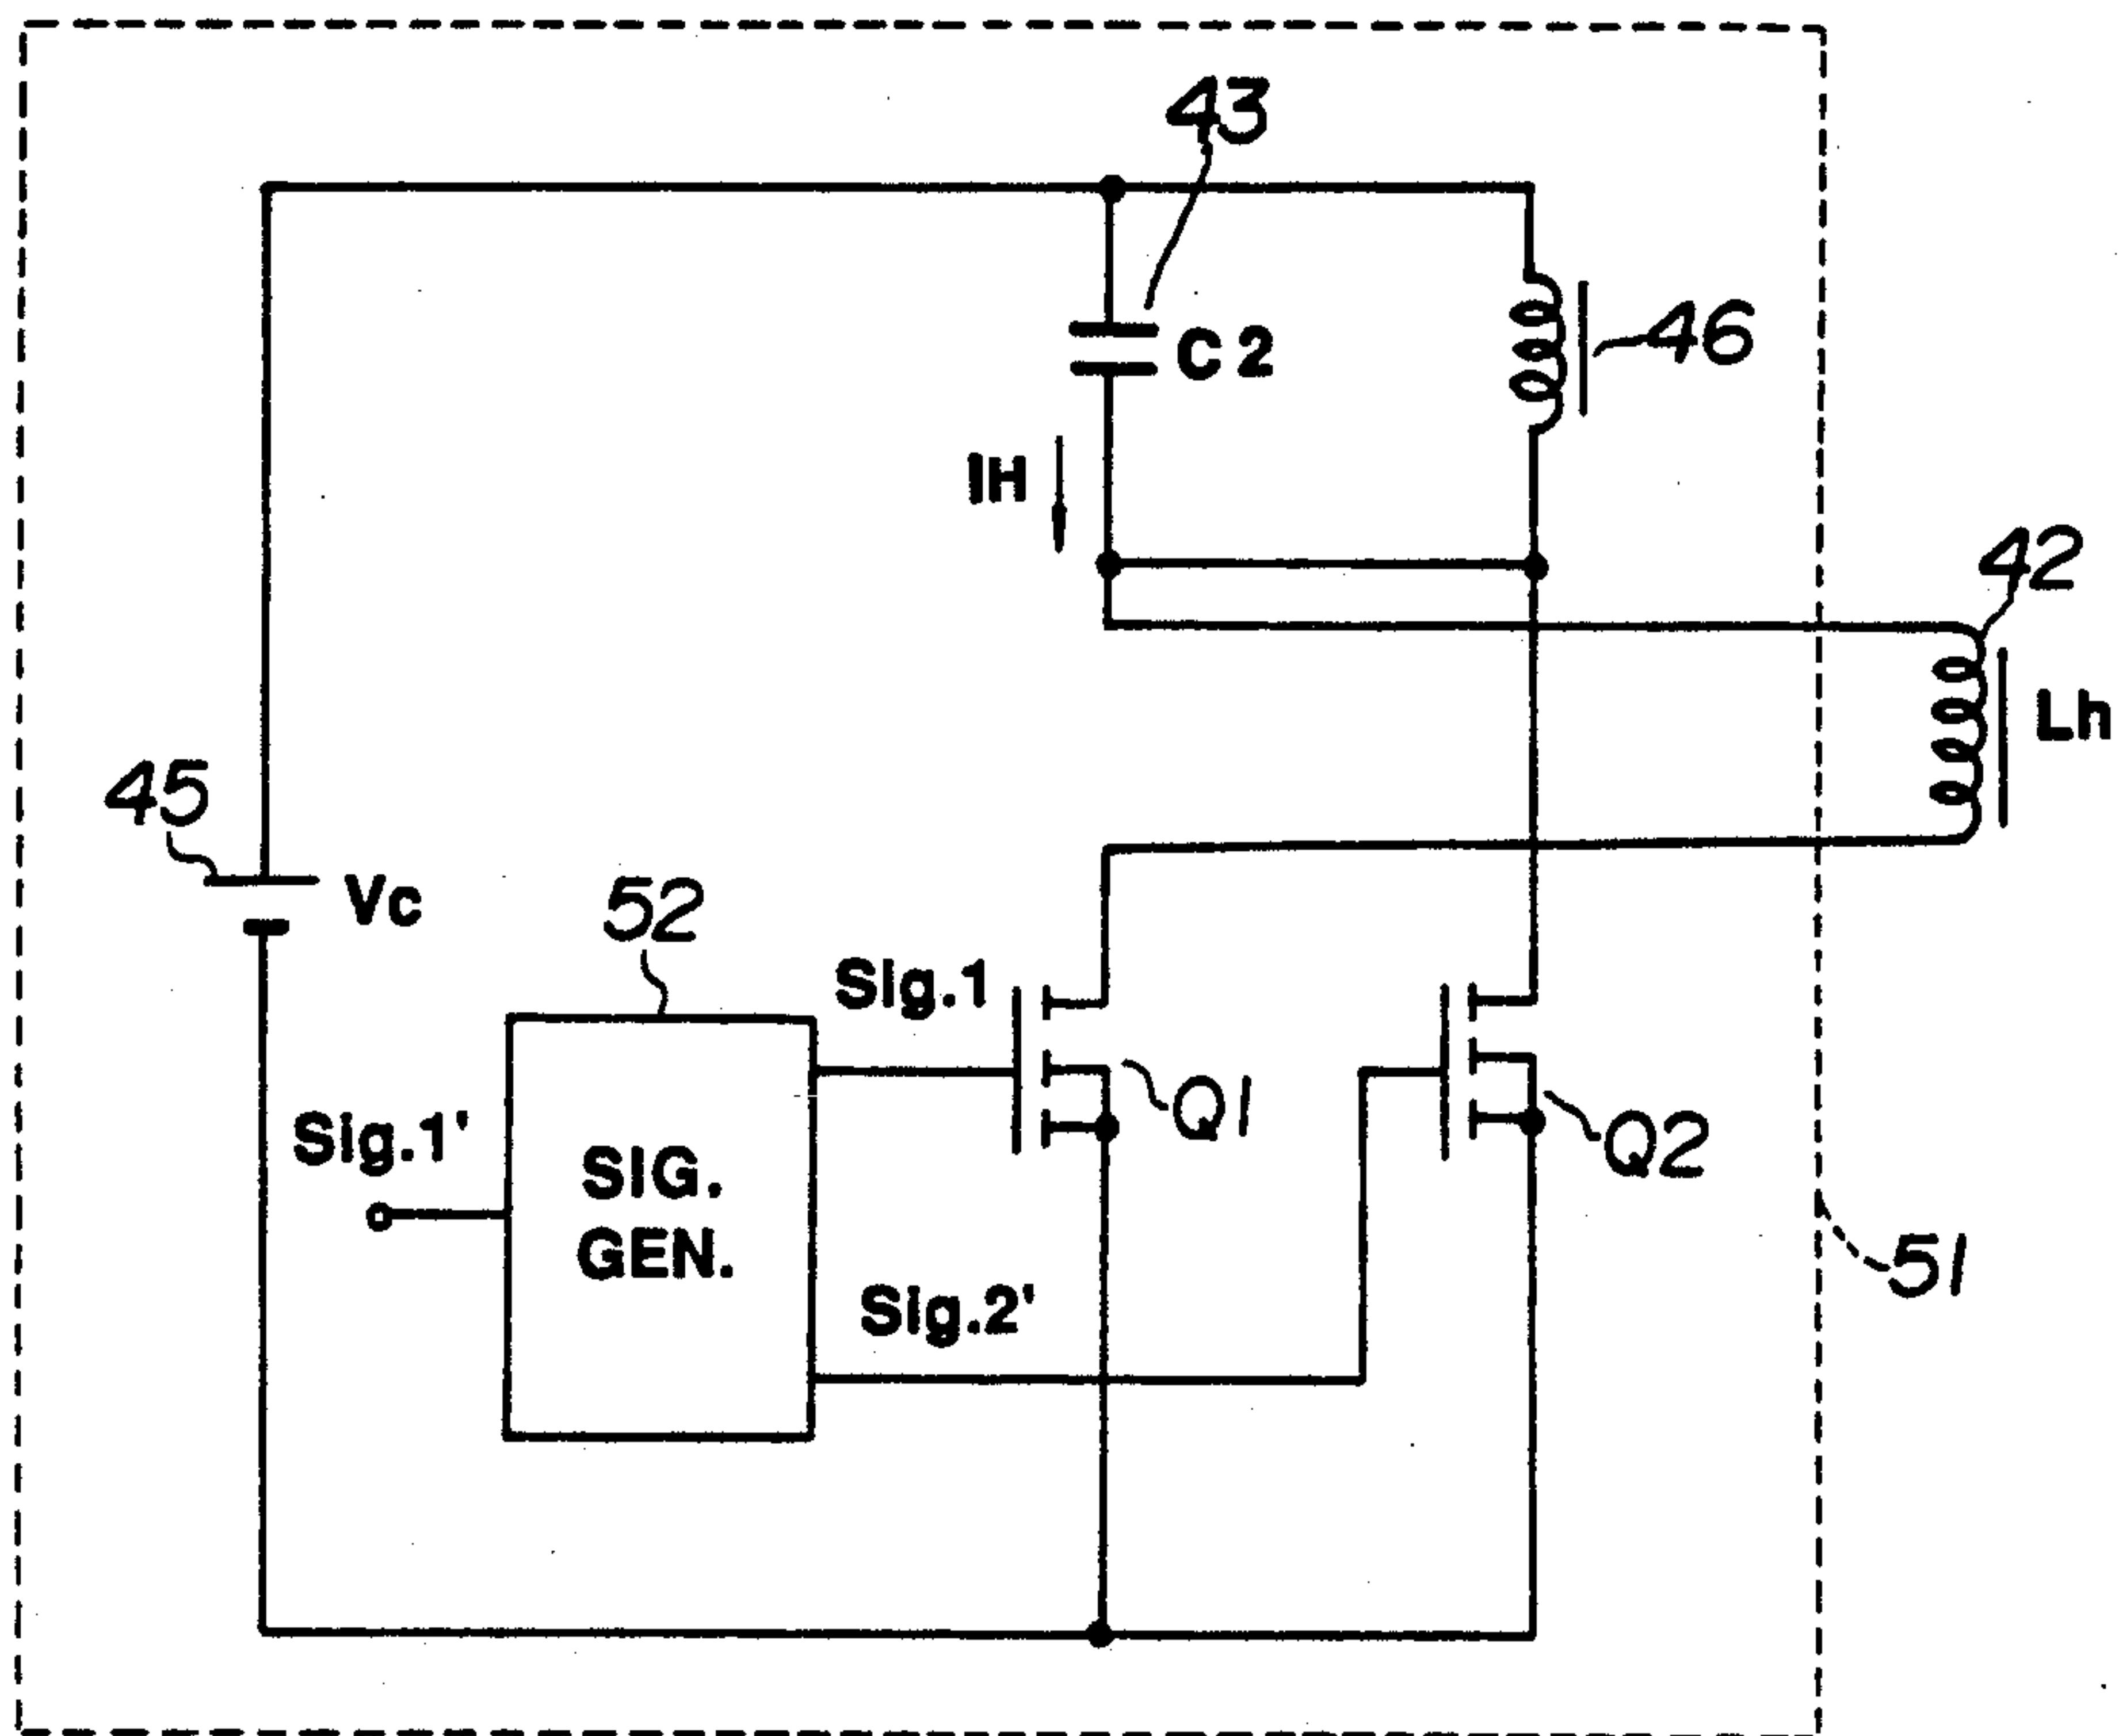 43
C2
46
IH
42
Lh
45
Vc
52
Sig.1
Q1
Sig.1'
Q2
SIG.
GEN.
51
Sig.2'